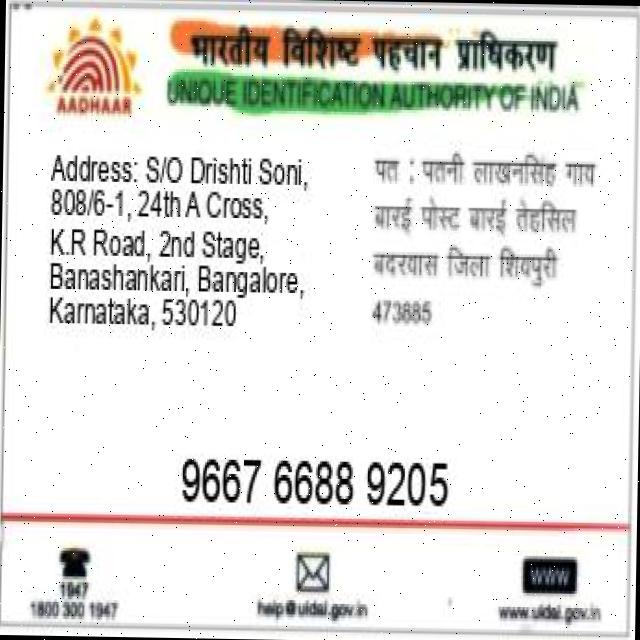 भारतीय विशिष्ट पहचान प्राधिकरण
AADHAAR
UNIQUE IDENTIFICATION AUTHORITY OF INDIA
Address: S/O Drishti Soni,
808/6-1, 24th A Cross,
K.R Road, 2nd Stage,
Banashankari, Bangalore,
Karnataka, 530120
पत : पतनी लाखनसिंह गाय
बारई पोस्ट बारई तेहसिल
बदरवास जिला शिवपुरी
473885
9667 6688 9205
1947
1800 300 1947
help@uidai.gov.in
www
www.uidai.gov.in